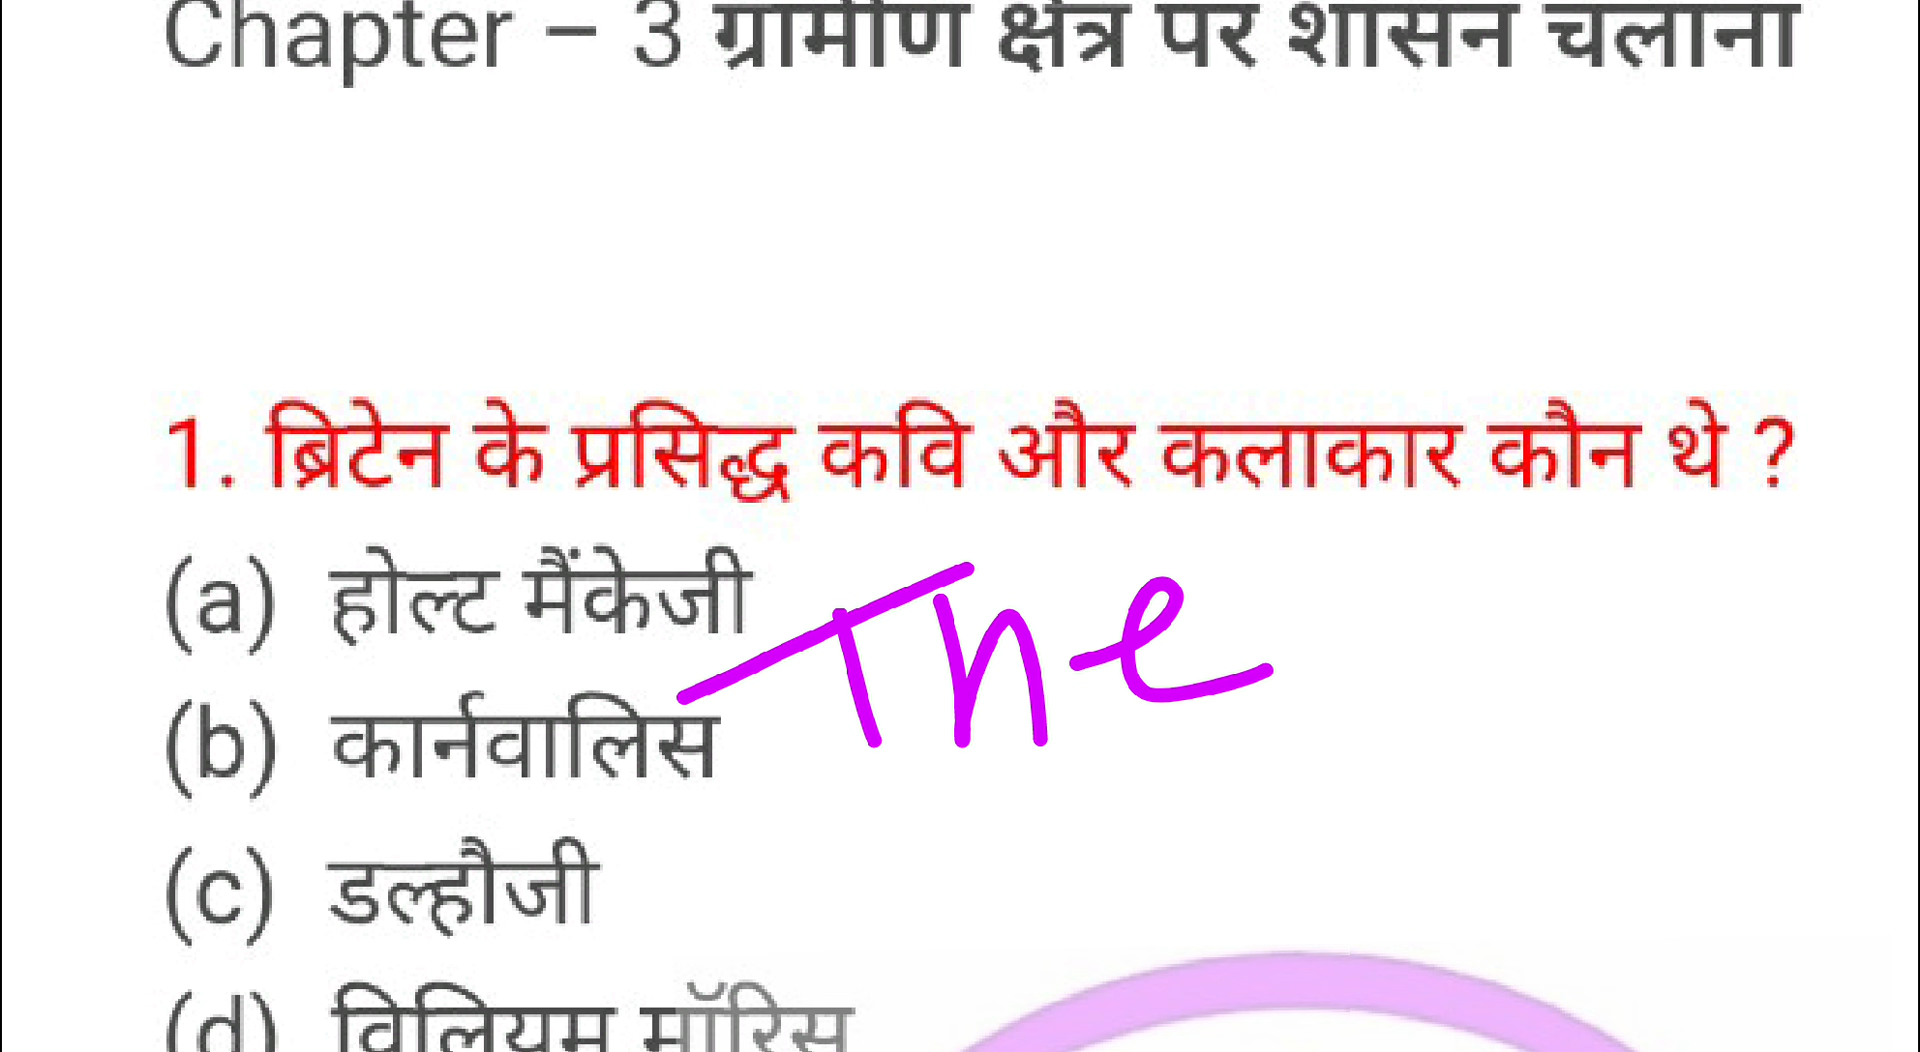 Chapter – 3 ग्रामीण क्षेत्र पर शासन चलाना
1. ब्रिटेन के प्रसिद्ध कवि और कलाकार कौन थे ?
(a) होल्ट मैंकेजी
The
(b) कार्नवालिस
(c) डल्हौजी
(d) विलियम मॉरिस